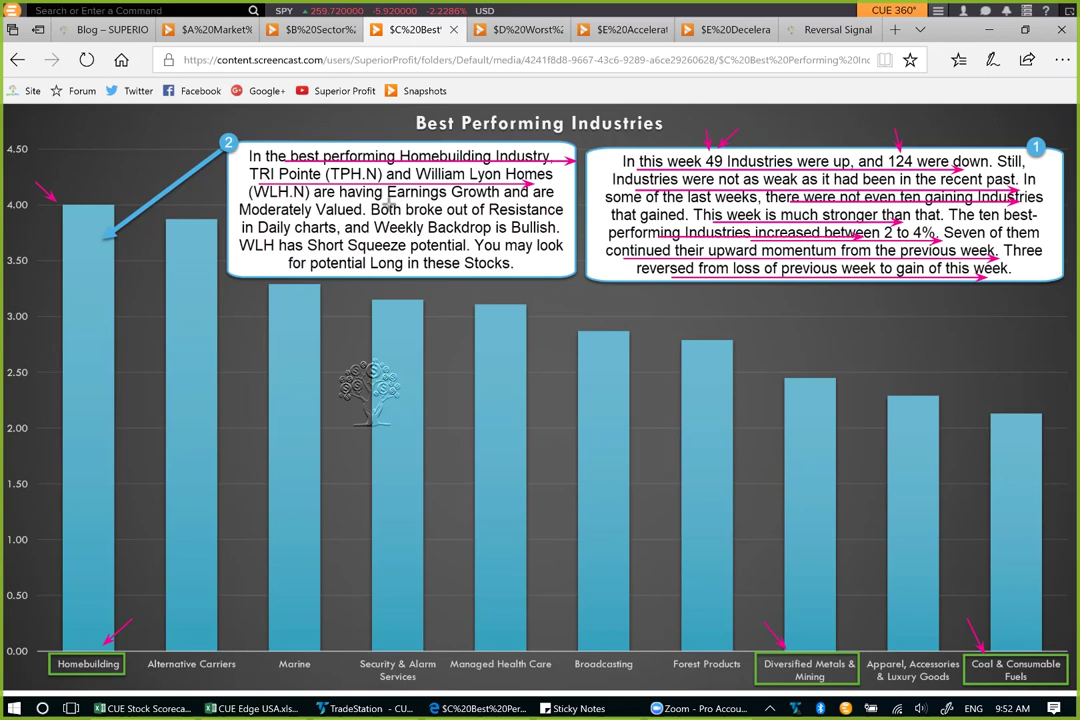 Search or Enter a Command
SPY 259.720000 -5.920000 -2.2286% USD
CUE 360°
Blog – SUPERIO
$A%20Market%
$B%20Sector%2
$C%20Best%
$D%20Worst%
$E%20Accelerat
$E%20Decelera
Reversal Signal
https://content.screencast.com/users/SuperiorProfit/folders/Default/media/4241f8d8-9667-43c6-9289-a6ce29260628/$C%20Best%20Performing%20Inc
Site
Forum
Twitter
Facebook
Google+
Superior Profit
Snapshots
Best Performing Industries
2
In the best performing Homebuilding Industry,
TRI Pointe (TPH.N) and William Lyon Homes
(WLH.N) are having Earnings Growth and are
Moderately Valued. Both broke out of Resistance
in Daily charts, and Weekly Backdrop is Bullish.
WLH has Short Squeeze potential. You may look
for potential Long in these Stocks.
1
In this week 49 Industries were up, and 124 were down. Still,
Industries were not as weak as it had been in the recent past. In
some of the last weeks, there were not even ten gaining Industries
that gained. This week is much stronger than that. The ten best-
performing Industries increased between 2 to 4%. Seven of them
continued their upward momentum from the previous week. Three
reversed from loss of previous week to gain of this week.
4.50
4.00
3.50
3.00
2.50
2.00
1.50
1.00
0.50
0.00
Homebuilding
Alternative Carriers
Marine
Security & Alarm
Services
Managed Health Care
Broadcasting
Forest Products
Diversified Metals &
Mining
Apparel, Accessories
& Luxury Goods
Coal & Consumable
Fuels
CUE Stock Scoreca...
CUE Edge USA.xls...
TradeStation - CU...
$C%20Best%20Per...
Sticky Notes
Zoom - Pro Accou...
ENG
9:52 AM